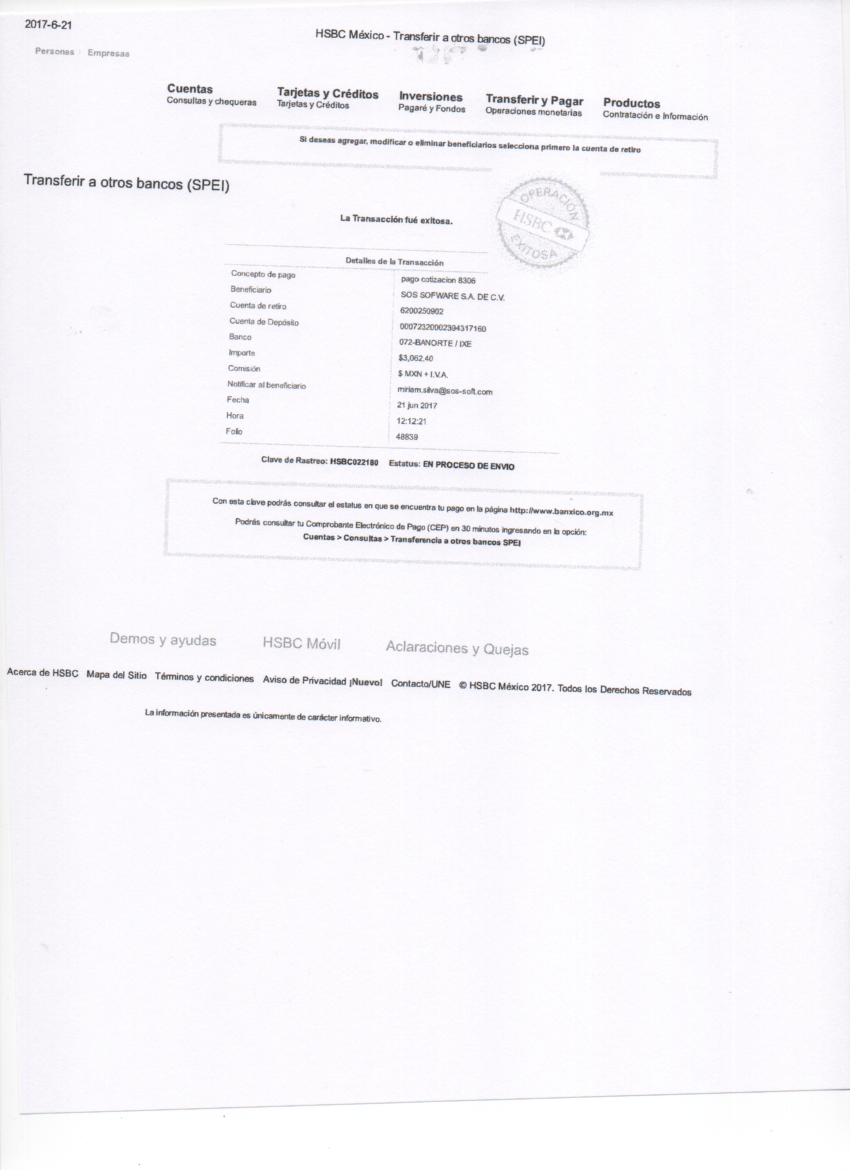 2017-6-21
HSBC México - Transferir a otros bancos (SPEI)
Personas Empresas
Cuentas
Consultas y chequeras
Tarjetas y Créditos
Tarjetas y Créditos
Inversiones
Pagaré y Fondos
Transferir y Pagar
Operaciones monetarias
Productos
Contratación e Información
Si deseas agregar, modificar o eliminar beneficiarios selecciona primero la cuenta de retiro
Transferir a otros bancos (SPEI)
OPERACIÓN
HSBC
EXITOSA
La Transacción fué exitosa.
Detalles de la Transacción
Concepto de pago pago cotizacion 8306
Beneficiario SOS SOFWARE S.A. DE C.V.
Cuenta de retiro 6200250902
Cuenta de Depósito 00072320002394317160
Banco 072-BANORTE / IXE
Importe $3,062.40
Comisión $ MXN + I.V.A.
Notificar al beneficiario miriam.silva@sos-soft.com
Fecha 21 jun 2017
Hora 12:12:21
Folio 48839
Clave de Rastreo: HSBC022180 Estatus: EN PROCESO DE ENVIO
Con esta clave podrás consultar el estatus en que se encuentra tu pago en la página http://www.banxico.org.mx
Podrás consultar tu Comprobante Electrónico de Pago (CEP) en 30 minutos ingresando en la opción:
Cuentas > Consultas > Transferencia a otros bancos SPEI
Demos y ayudas HSBC Móvil Aclaraciones y Quejas
Acerca de HSBC Mapa del Sitio Términos y condiciones Aviso de Privacidad ¡Nuevo! Contacto/UNE © HSBC México 2017. Todos los Derechos Reservados
La información presentada es únicamente de carácter informativo.